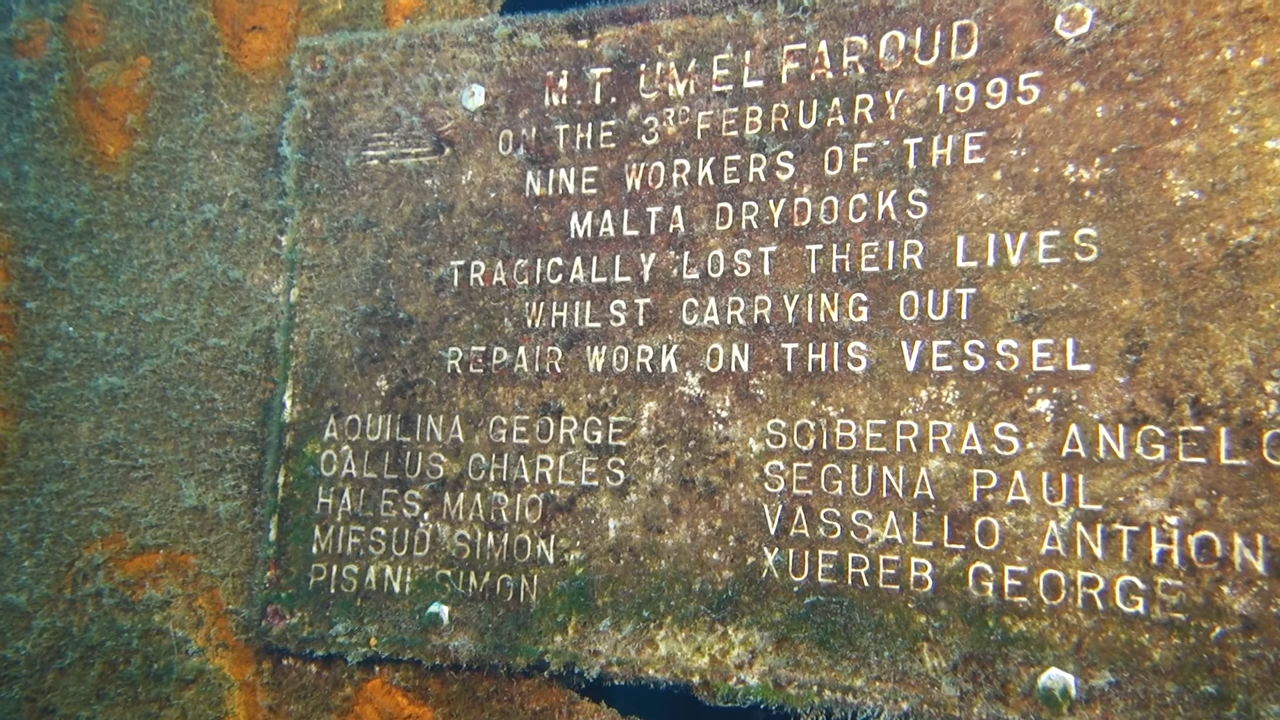 M.T. UM EL FAROUD
ON THE 3RD FEBRUARY 1995
NINE WORKERS OF THE
MALTA DRYDOCKS
TRAGICALLY LOST THEIR LIVES
WHILST CARRYING OUT
REPAIR WORK ON THIS VESSEL
AQUILINA GEORGE
CALLUS CHARLES
HALES MARIO
MIFSUD SIMON
PISANI SIMON
SCIBERRAS ANGELO
SEGUNA PAUL
VASSALLO ANTHON
XUEREB GEORGE